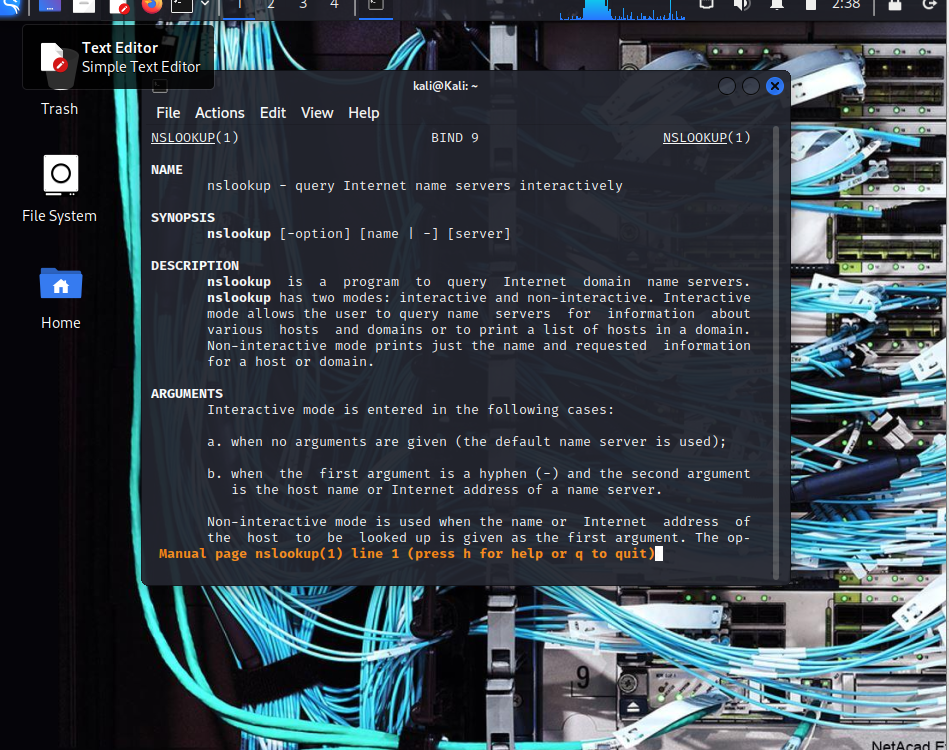 1 2 3 4
2:38
Text Editor
Simple Text Editor
Trash
File System
Home
kali@Kali: ~
File Actions Edit View Help
NSLOOKUP(1) BIND 9 NSLOOKUP(1)
NAME
nslookup - query Internet name servers interactively
SYNOPSIS
nslookup [-option] [name | -] [server]
DESCRIPTION
nslookup is a program to query Internet domain name servers.
nslookup has two modes: interactive and non-interactive. Interactive
mode allows the user to query name servers for information about
various hosts and domains or to print a list of hosts in a domain.
Non-interactive mode prints just the name and requested information
for a host or domain.
ARGUMENTS
Interactive mode is entered in the following cases:
a. when no arguments are given (the default name server is used);
b. when the first argument is a hyphen (-) and the second argument
is the host name or Internet address of a name server.
Non-interactive mode is used when the name or Internet address of
the host to be looked up is given as the first argument. The op-
Manual page nslookup(1) line 1 (press h for help or q to quit)
9
NetAcad